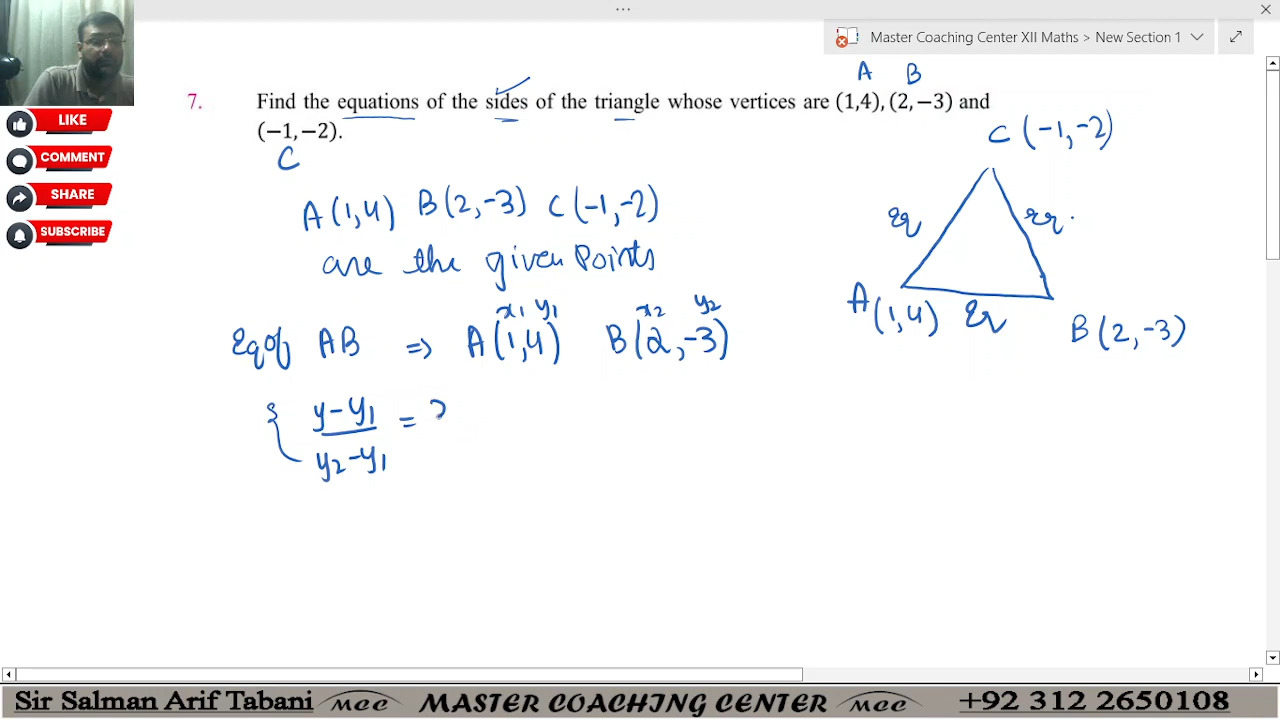 ...
Master Coaching Center XII Maths > New Section 1
A B
7. Find the equations of the sides of the triangle whose vertices are (1,4), (2,−3) and
(−1,−2).
C
C (-1,-2)
LIKE
COMMENT
SHARE
SUBSCRIBE
A(1,4) B(2,-3) C(-1,-2)
are the given Points
Eq Eq.
A(1,4) Eq B(2,-3)
x1 y1 x2 y2
Eq of AB ⇒ A(1,4) B(2,-3)
y-y1
=
y2-y1
Sir Salman Arif Tabani mcc MASTER COACHING CENTER mcc +92 312 2650108